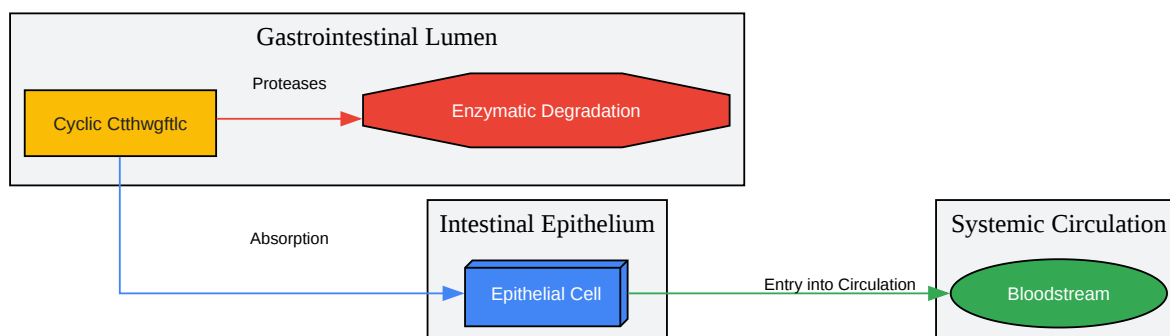 Gastrointestinal Lumen
Proteases
Cyclic Ctthwgftlc
Enzymatic Degradation
Absorption
Intestinal Epithelium
Epithelial Cell
Entry into Circulation
Systemic Circulation
Bloodstream